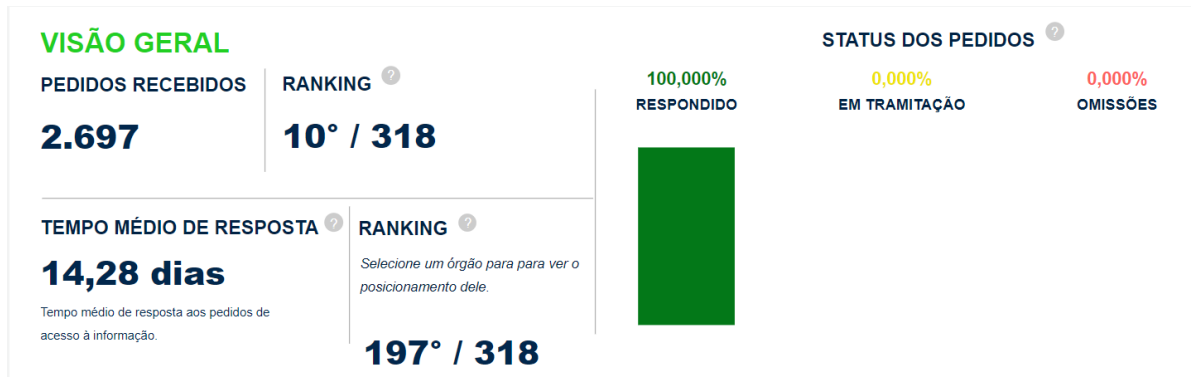 VISÃO GERAL
PEDIDOS RECEBIDOS
2.697
RANKING ?
10° / 318
TEMPO MÉDIO DE RESPOSTA ?
14,28 dias
Tempo médio de resposta aos pedidos de
acesso à informação.
RANKING ?
Selecione um órgão para para ver o
posicionamento dele.
197° / 318
STATUS DOS PEDIDOS ?
100,000%
RESPONDIDO
0,000%
EM TRAMITAÇÃO
0,000%
OMISSÕES